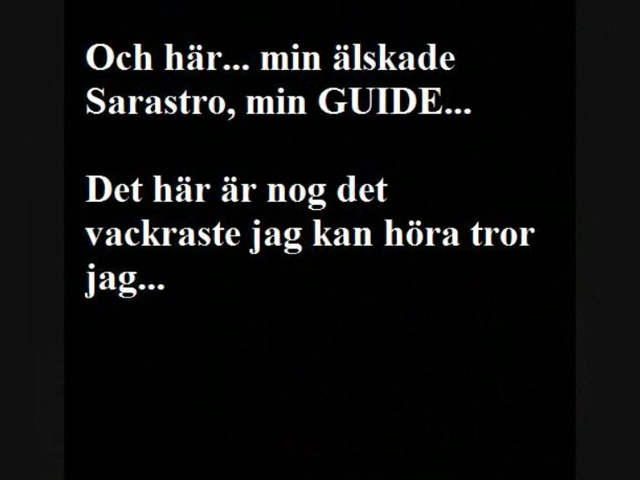 Och här... min älskade
Sarastro, min GUIDE...
Det här är nog det
vackraste jag kan höra tror
jag...